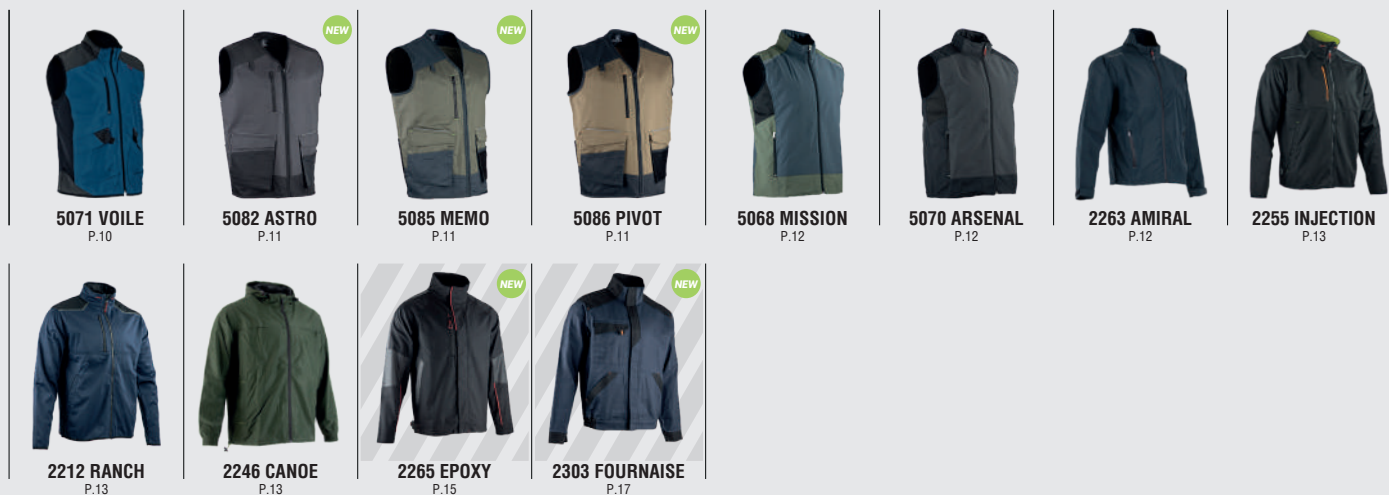 NEW
NEW
NEW
5071 VOILE
P.10
5082 ASTRO
P.11
5085 MEMO
P.11
5086 PIVOT
P.11
5068 MISSION
P.12
5070 ARSENAL
P.12
2263 AMIRAL
P.12
2255 INJECTION
P.13
NEW
NEW
2212 RANCH
P.13
2246 CANOE
P.13
2265 EPOXY
P.15
2303 FOURNAISE
P.17